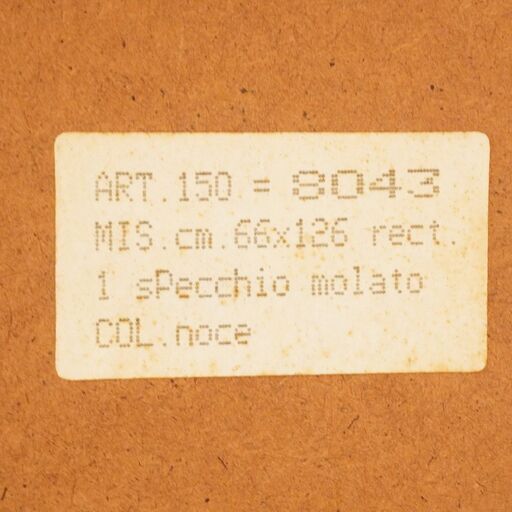 ART.150 = 8043
MIS.cm.66x126 rect.
1 sPecchio molato
COL.noce